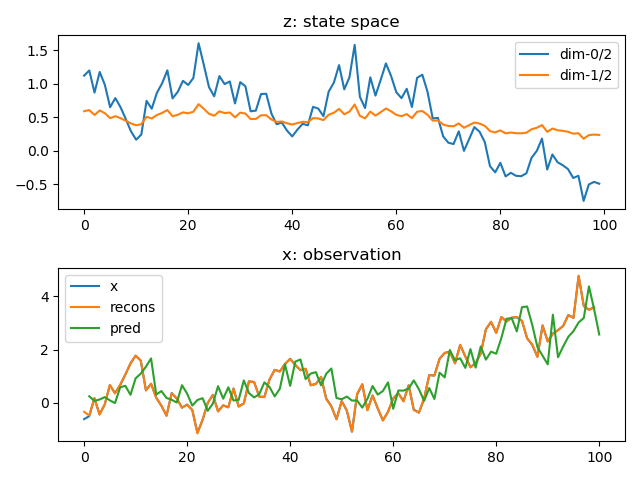 z: state space
1.5
1.0
0.5
0.0
−0.5
dim-0/2
dim-1/2
0 20 40 60 80 100
x: observation
4
2
0
x
recons
pred
0 20 40 60 80 100